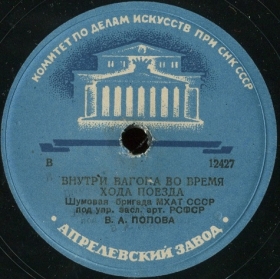 КОМИТЕТ ПО ДЕЛАМ ИСКУССТВ ПРИ СНК СССР
В 12427
ВНУТРИ ВАГОНА ВО ВРЕМЯ
ХОДА ПОЕЗДА
Шумовая бригада МХАТ СССР
под упр. засл. арт. РСФСР
В. А. ПОПОВА
АПРЕЛЕВСКИЙ ЗАВОД